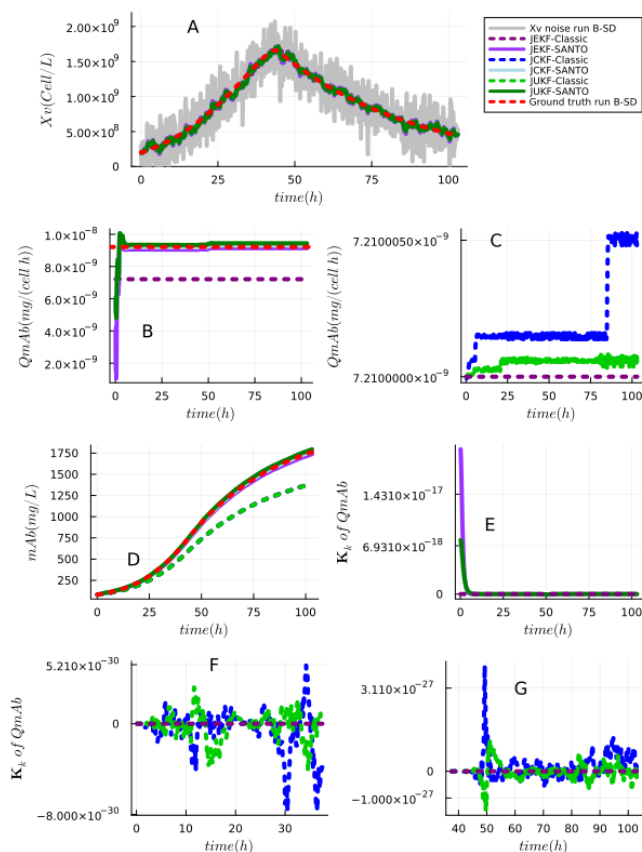 A
2.00×10⁹
1.50×10⁹
1.00×10⁹
5.00×10⁸
0
Xv(Cell/L)
0 25 50 75 100
time(h)
Xv noise run B-SD
JEKF-Classic
JEKF-SANTO
JCKF-Classic
JCKF-SANTO
JUKF-Classic
JUKF-SANTO
Ground truth run B-SD
B
1.0×10⁻⁸
8.0×10⁻⁹
6.0×10⁻⁹
4.0×10⁻⁹
2.0×10⁻⁹
QmAb(mg/(cell h))
0 25 50 75 100
time(h)
C
7.2100050×10⁻⁹
7.2100000×10⁻⁹
QmAb(mg/(cell h))
0 25 50 75 100
time(h)
D
1750
1500
1250
1000
750
500
250
mAb(mg/L)
0 25 50 75 100
time(h)
E
1.4310×10⁻¹⁷
6.9310×10⁻¹⁸
0
K_k of QmAb
0 25 50 75 100
time(h)
F
5.210×10⁻³⁰
0
−8.000×10⁻³⁰
K_k of QmAb
0 10 20 30
time(h)
G
3.110×10⁻²⁷
0
−1.000×10⁻²⁷
K_k of QmAb
40 50 60 70 80 90 100
time(h)